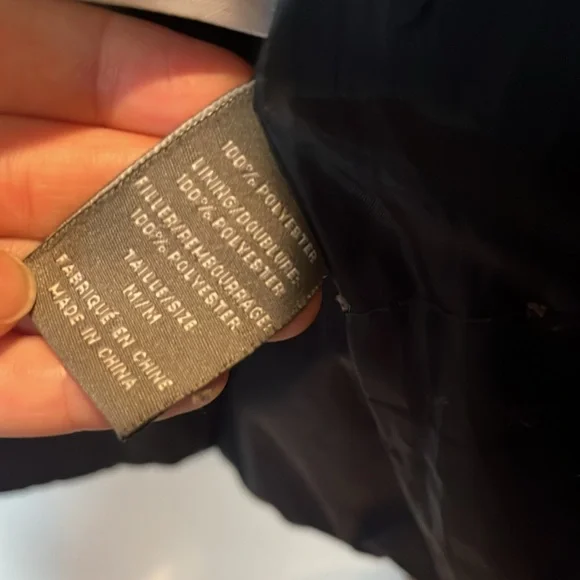 100% POLYESTER
LINING/DOUBLURE:
100% POLYESTER
FILLER/REMBOURRAGE:
100% POLYESTER
TAILLE/SIZE
M/M
FABRIQUÉ EN CHINE
MADE IN CHINA